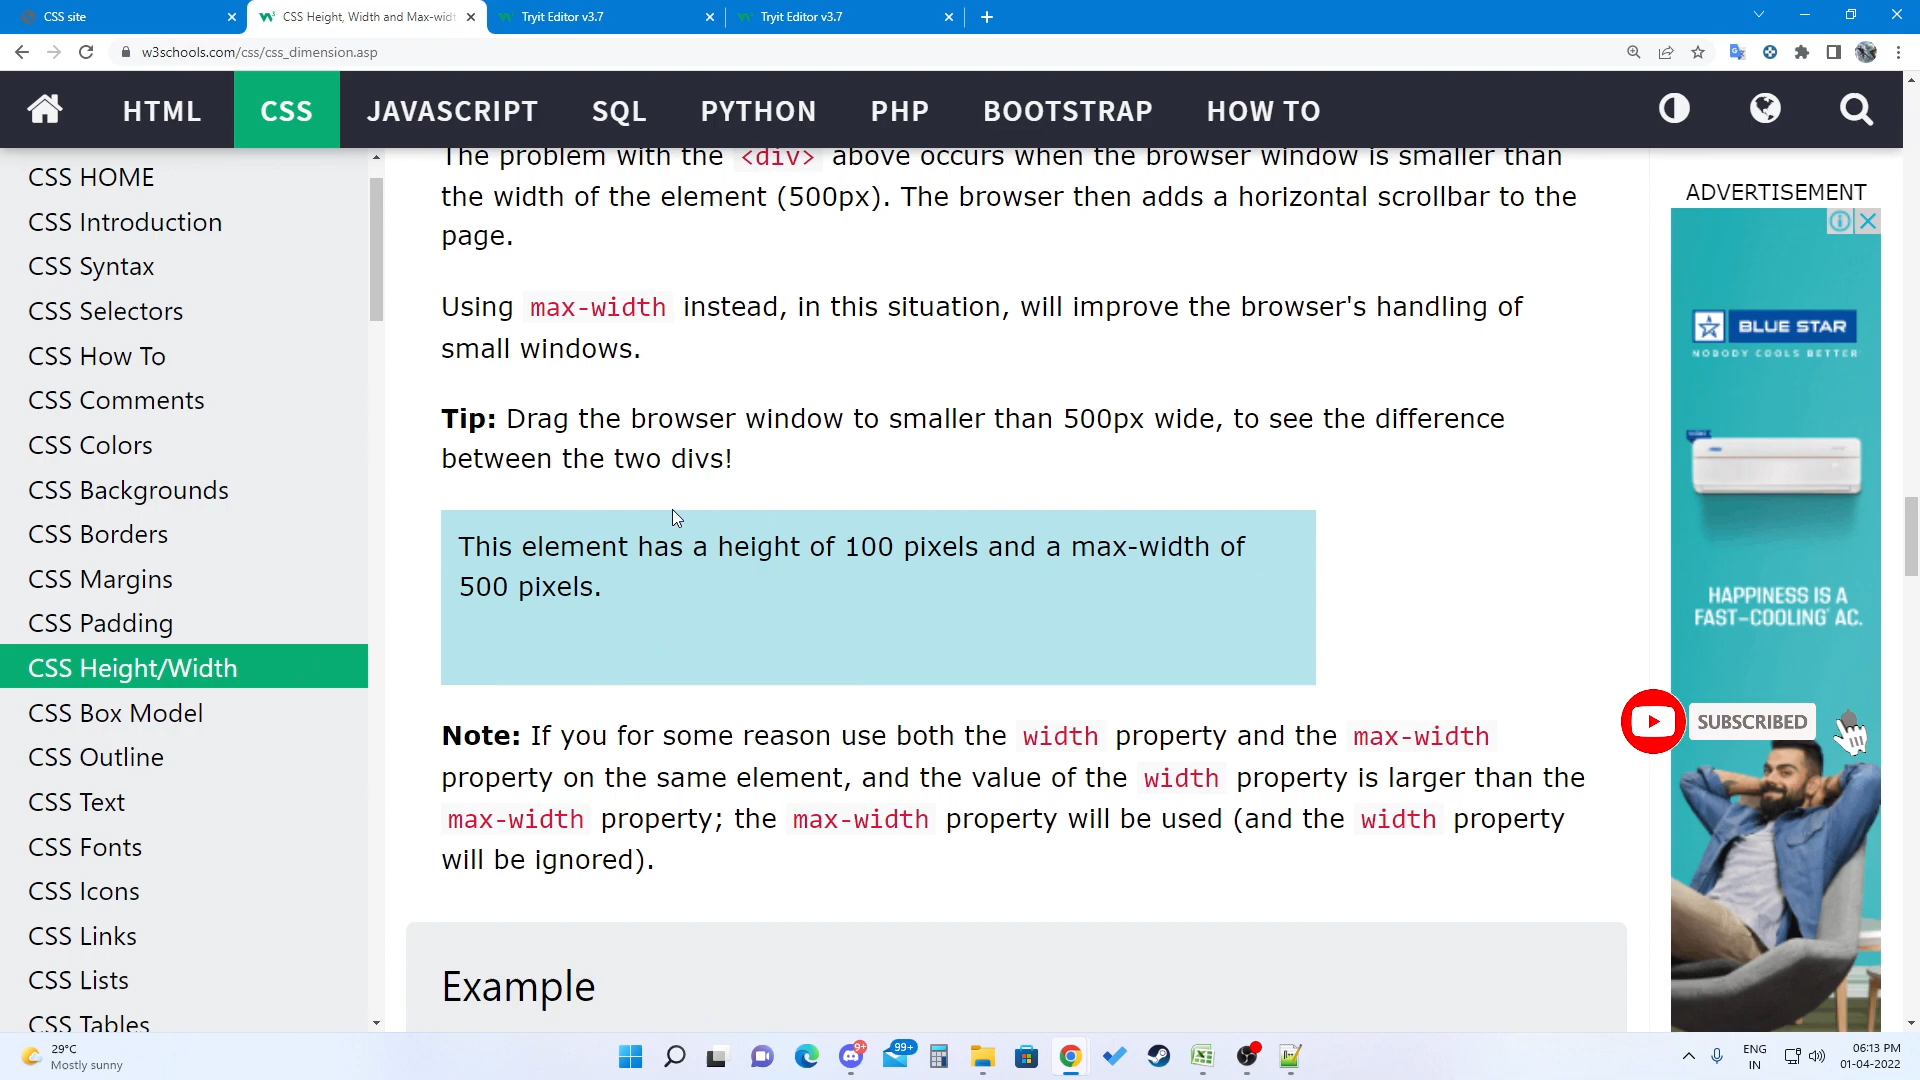 CSS site
CSS Height, Width and Max-widt
Tryit Editor v3.7
Tryit Editor v3.7
w3schools.com/css/css_dimension.asp
HTML
CSS
JAVASCRIPT
SQL
PYTHON
PHP
BOOTSTRAP
HOW TO
CSS HOME
CSS Introduction
CSS Syntax
CSS Selectors
CSS How To
CSS Comments
CSS Colors
CSS Backgrounds
CSS Borders
CSS Margins
CSS Padding
CSS Height/Width
CSS Box Model
CSS Outline
CSS Text
CSS Fonts
CSS Icons
CSS Links
CSS Lists
CSS Tables
The problem with the <div> above occurs when the browser window is smaller than
the width of the element (500px). The browser then adds a horizontal scrollbar to the
page.
Using max-width instead, in this situation, will improve the browser's handling of
small windows.
Tip: Drag the browser window to smaller than 500px wide, to see the difference
between the two divs!
This element has a height of 100 pixels and a max-width of
500 pixels.
Note: If you for some reason use both the width property and the max-width
property on the same element, and the value of the width property is larger than the
max-width property; the max-width property will be used (and the width property
will be ignored).
Example
ADVERTISEMENT
BLUE STAR
NOBODY COOLS BETTER
HAPPINESS IS A
FAST-COOLING AC.
SUBSCRIBED
29°C
Mostly sunny
9+
99+
ENG
IN
06:13 PM
01-04-2022